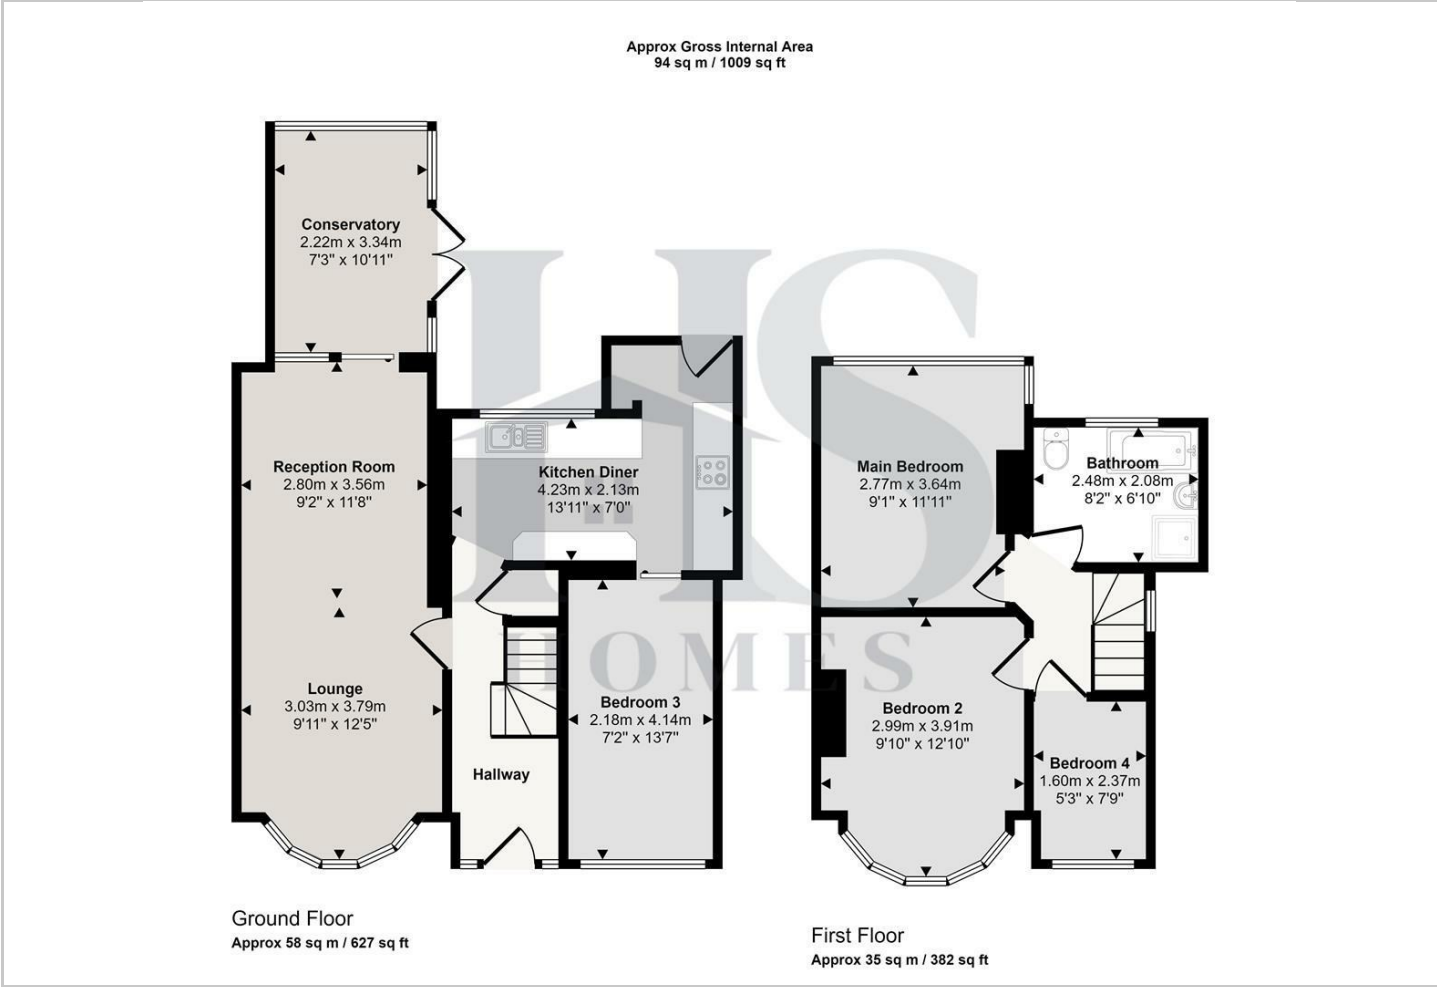 Approx Gross Internal Area
94 sq m / 1009 sq ft
Conservatory
2.22m x 3.34m
7'3" x 10'11"
Reception Room
2.80m x 3.56m
9'2" x 11'8"
Kitchen Diner
4.23m x 2.13m
13'11" x 7'0"
Lounge
3.03m x 3.79m
9'11" x 12'5"
Hallway
Bedroom 3
2.18m x 4.14m
7'2" x 13'7"
Ground Floor
Approx 58 sq m / 627 sq ft
Main Bedroom
2.77m x 3.64m
9'1" x 11'11"
Bathroom
2.48m x 2.08m
8'2" x 6'10"
Bedroom 2
2.99m x 3.91m
9'10" x 12'10"
Bedroom 4
1.60m x 2.37m
5'3" x 7'9"
First Floor
Approx 35 sq m / 382 sq ft
HS
HOMES